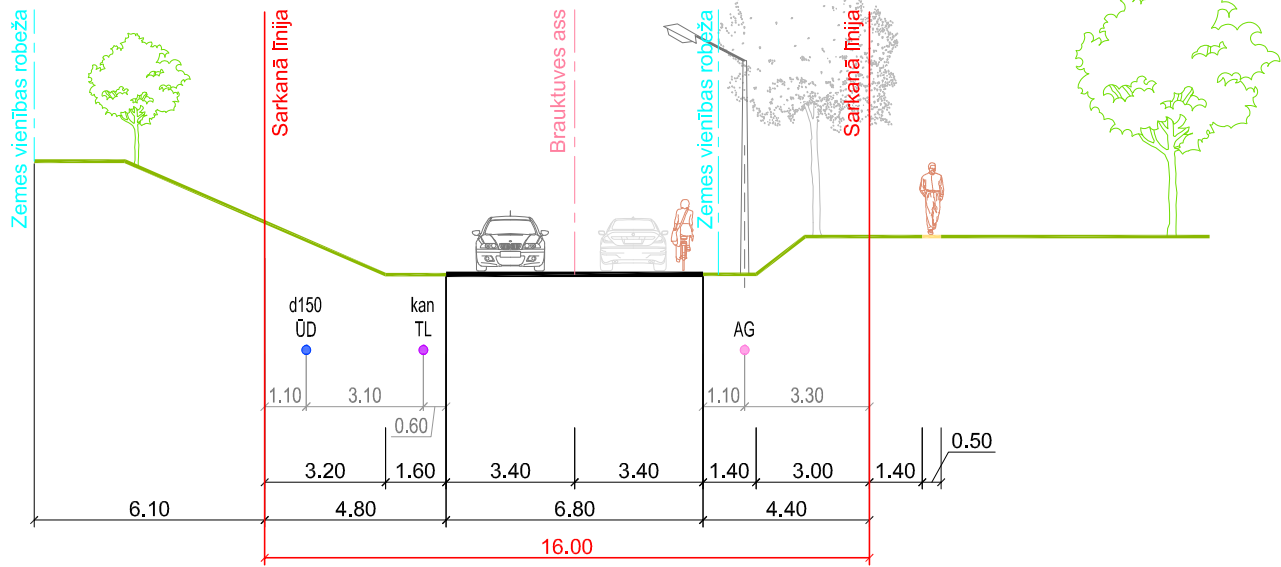 Zemes vienības robeža
Sarkanā līnija
Brauktuves ass
Zemes vienības robeža
Sarkanā līnija
d150
ŪD
kan
TL
AG
1.10 3.10 0.60 1.10 3.30
3.20 1.60 3.40 3.40 1.40 3.00 1.40 0.50
6.10 4.80 6.80 4.40
16.00